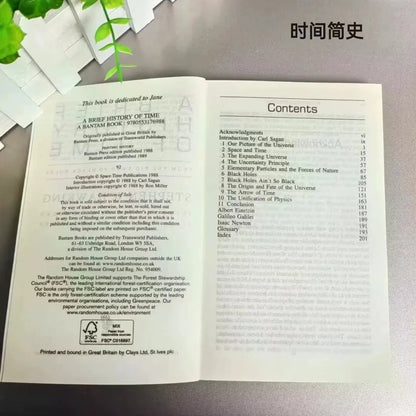 时间简史
This book is dedicated to Jane
A BRIEF HISTORY OF TIME
A BANTAM BOOK : 9780553176988
Originally published in Great Britain by
Bantam Press, a division of Transworld Publishers
PRINTING HISTORY
Bantam Press edition published 1988
Bantam edition published 1989
Copyright © Space Time Publications 1988
Introduction copyright © 1988 by Carl Sagan
Interior illustrations copyright © 1988 by Ron Miller
Condition of Sale
This book is sold subject to the condition that it shall not,
by way of trade or otherwise, be lent, re-sold, hired out
or otherwise circulated without the publisher's prior consent
in any form of binding or cover other than that in which it is
published and without a similar condition including this condition
being imposed on the subsequent purchaser.
Bantam Books are published by Transworld Publishers,
61-63 Uxbridge Road, London W5 5SA,
a division of The Random House Group Ltd.
Addresses for Random House Group Ltd companies outside the UK
can be found at: www.randomhouse.co.uk
The Random House Group Ltd Reg. No. 954009.
The Random House Group Limited supports The Forest Stewardship
Council® (FSC®), the leading international forest-certification organisation.
Our books carrying the FSC label are printed on FSC®-certified paper.
FSC is the only forest-certification scheme supported by the leading
environmental organisations, including Greenpeace. Our
paper procurement policy can be found at
www.randomhouse.co.uk/environment
FSC
MIX
Paper from
responsible sources
FSC® C016897
Printed and bound in Great Britain by Clays Ltd, St Ives plc
Contents
Acknowledgments vi
Introduction by Carl Sagan
1 Our Picture of the Universe
2 Space and Time
3 The Expanding Universe
4 The Uncertainty Principle
5 Elementary Particles and the Forces of Nature
6 Black Holes
7 Black Holes Ain't So Black
8 The Origin and Fate of the Universe
9 The Arrow of Time
10 The Unification of Physics
11 Conclusion
Albert Einstein
Galileo Galilei
Isaac Newton
Glossary
Index 201